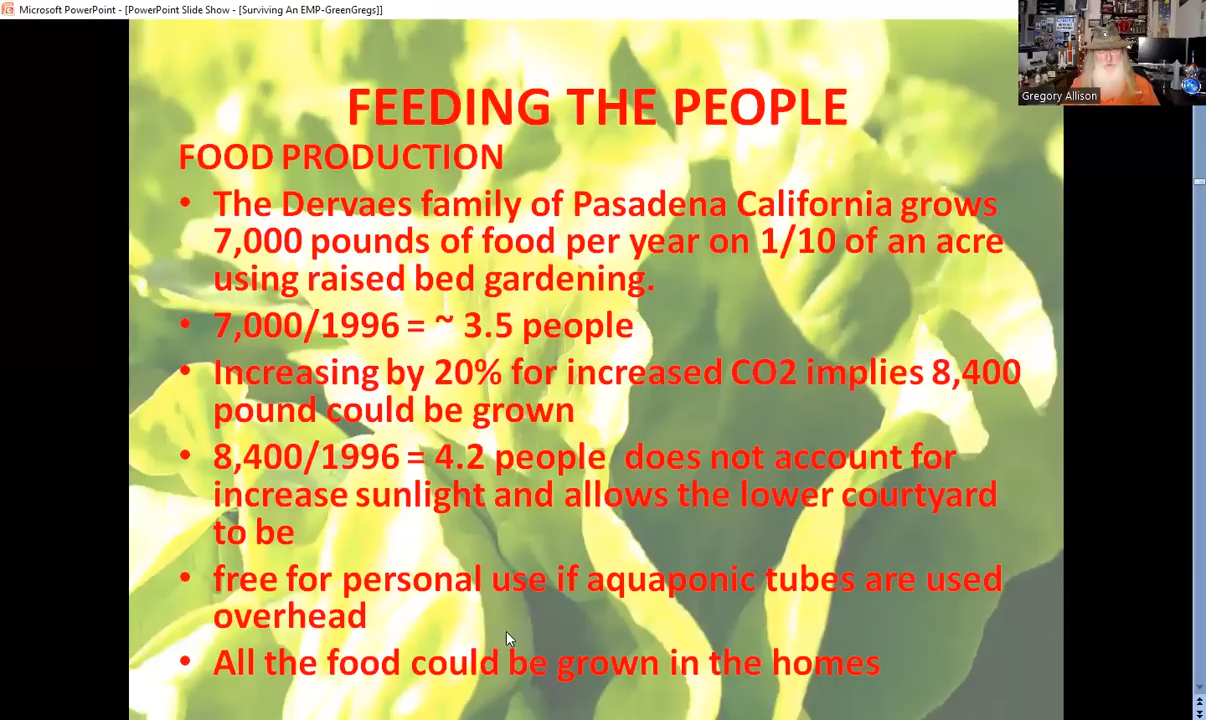 Microsoft PowerPoint - [PowerPoint Slide Show - [Surviving An EMP-GreenGregs]]
Gregory Allison
FEEDING THE PEOPLE
FOOD PRODUCTION
• The Dervaes family of Pasadena California grows
7,000 pounds of food per year on 1/10 of an acre
using raised bed gardening.
• 7,000/1996 = ~ 3.5 people
• Increasing by 20% for increased CO2 implies 8,400
pound could be grown
• 8,400/1996 = 4.2 people does not account for
increase sunlight and allows the lower courtyard
to be
• free for personal use if aquaponic tubes are used
overhead
• All the food could be grown in the homes